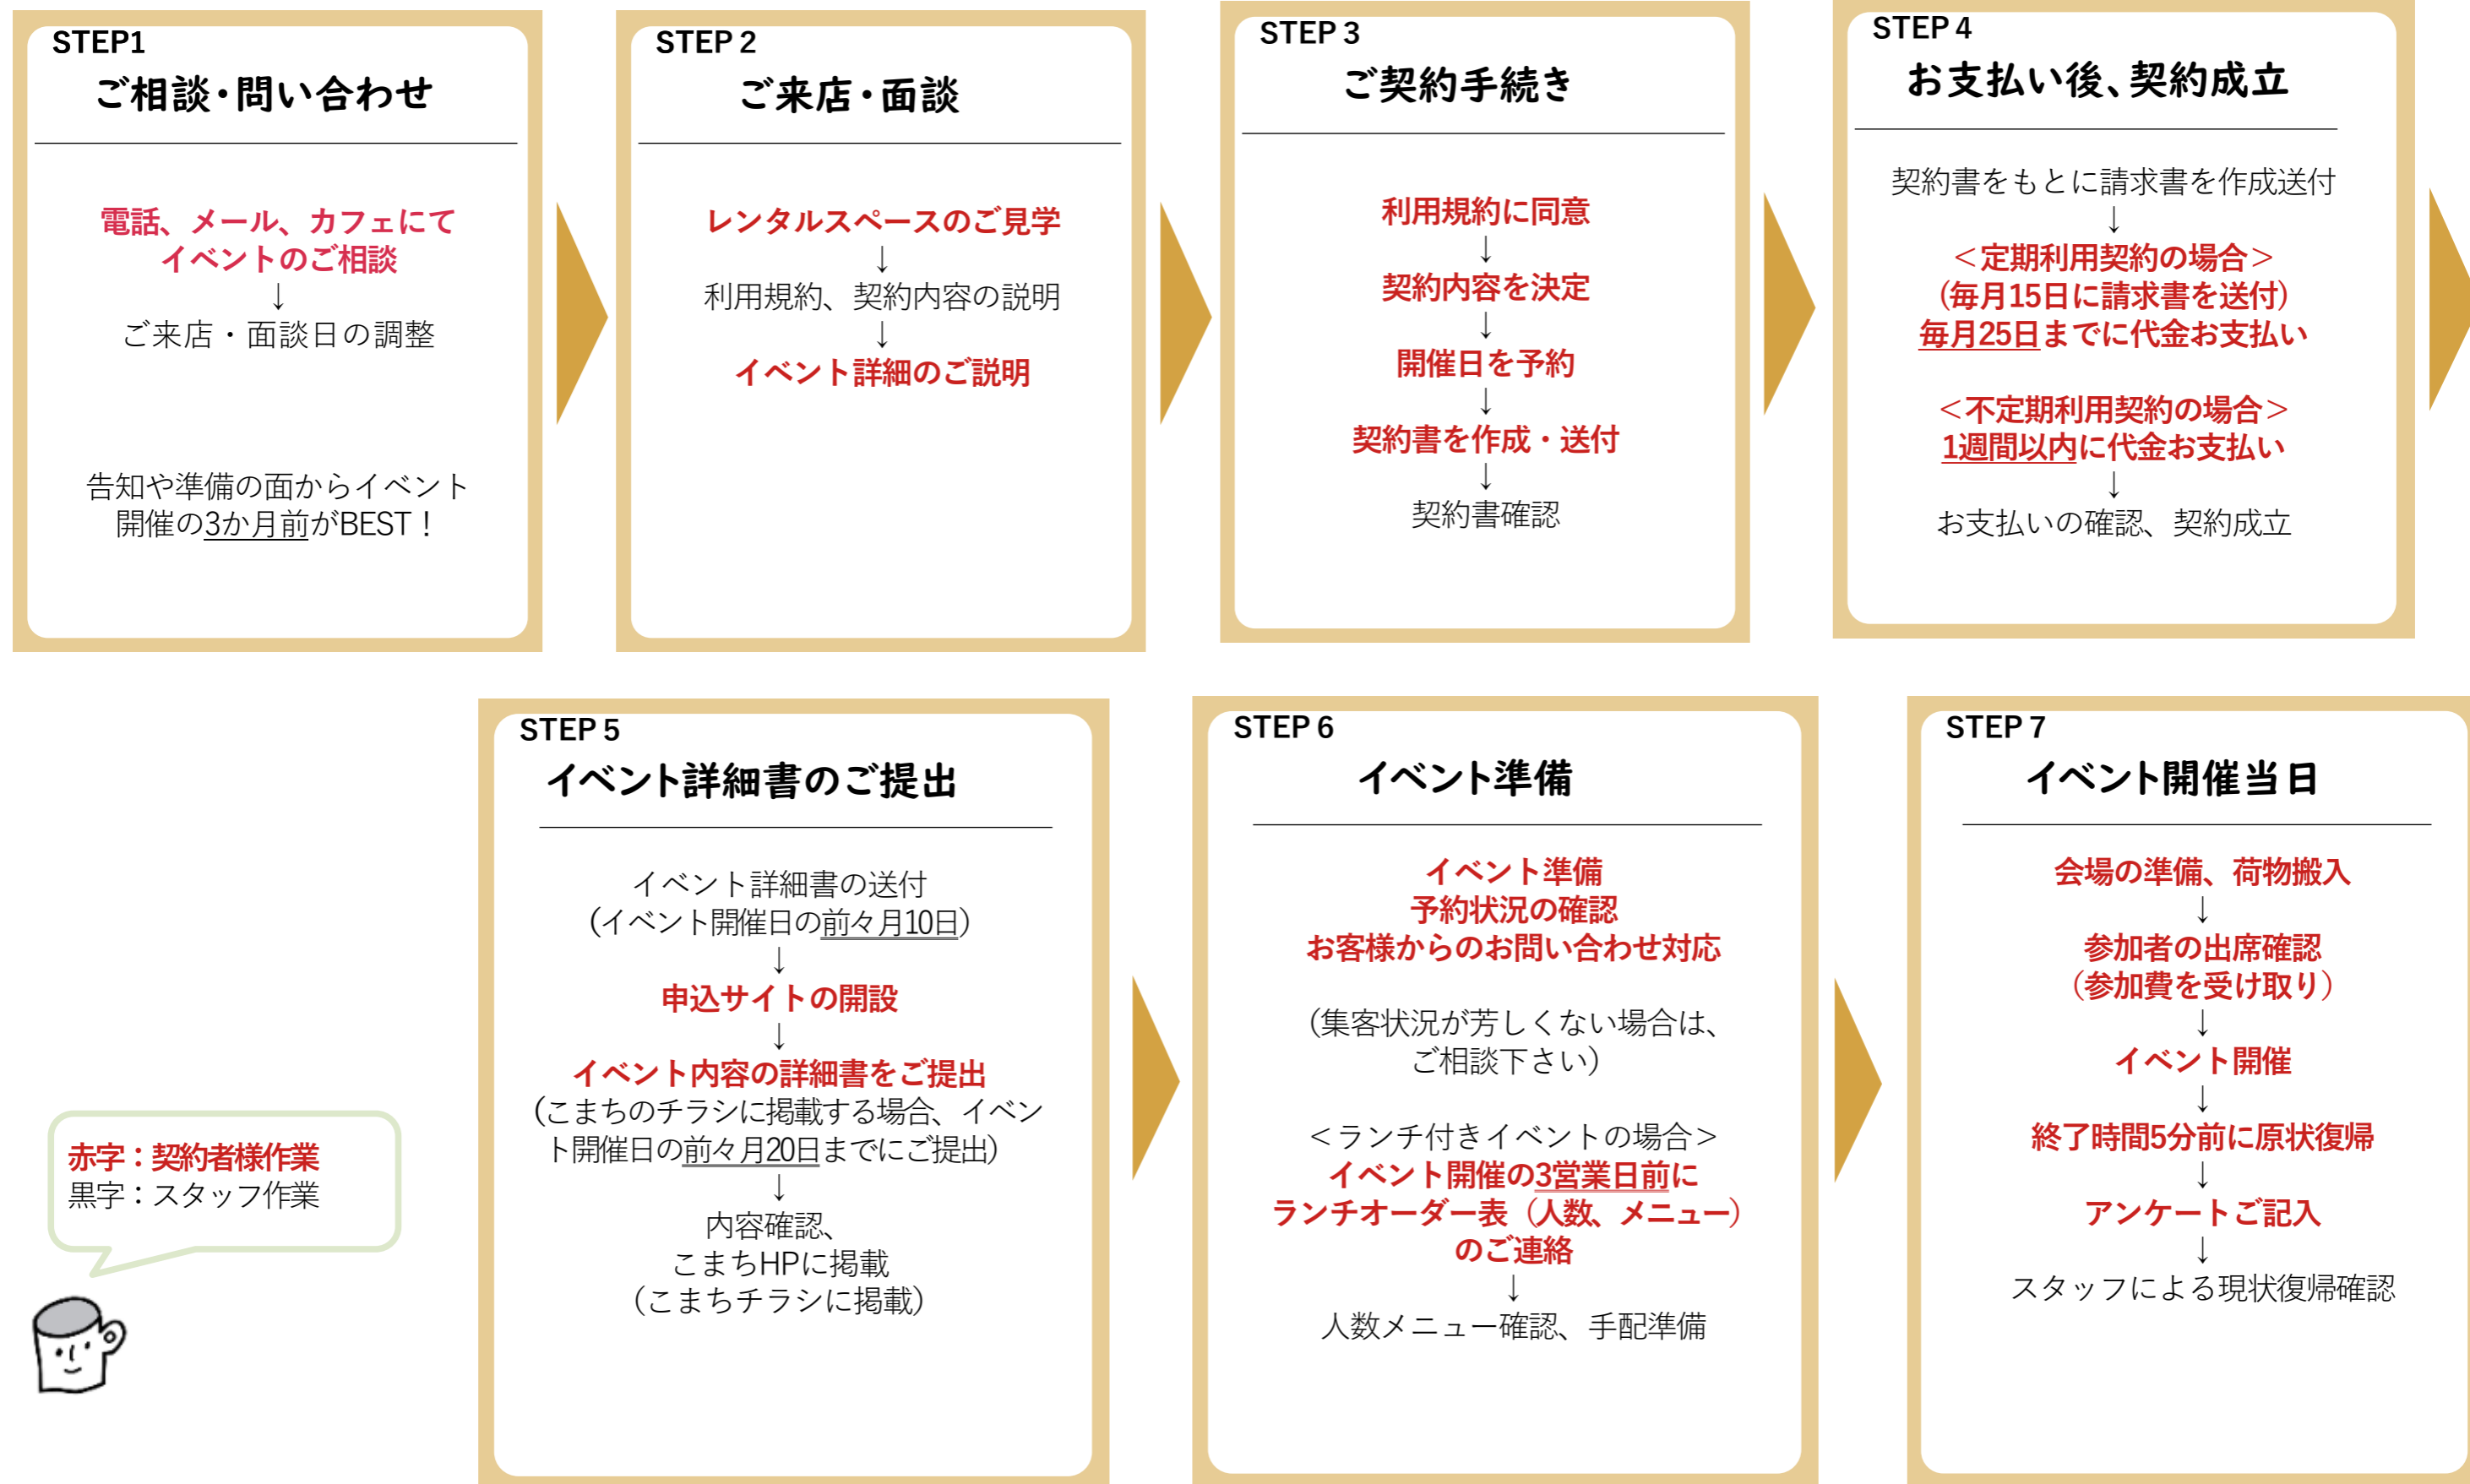 STEP1
ご相談・問い合わせ
電話、メール、カフェにて
イベントのご相談
↓
ご来店・面談日の調整
告知や準備の面からイベント
開催の3か月前がBEST！
STEP 2
ご来店・面談
レンタルスペースのご見学
↓
利用規約、契約内容の説明
↓
イベント詳細のご説明
STEP 3
ご契約手続き
利用規約に同意
↓
契約内容を決定
↓
開催日を予約
↓
契約書を作成・送付
↓
契約書確認
STEP 4
お支払い後、契約成立
契約書をもとに請求書を作成送付
↓
＜定期利用契約の場合＞
（毎月15日に請求書を送付）
毎月25日までに代金お支払い
＜不定期利用契約の場合＞
1週間以内に代金お支払い
↓
お支払いの確認、契約成立
STEP 5
イベント詳細書のご提出
イベント詳細書の送付
（イベント開催日の前々月10日）
↓
申込サイトの開設
↓
イベント内容の詳細書をご提出
（こまちのチラシに掲載する場合、イベン
ト開催日の前々月20日までにご提出）
↓
内容確認、
こまちHPに掲載
（こまちチラシに掲載）
STEP 6
イベント準備
イベント準備
予約状況の確認
お客様からのお問い合わせ対応
（集客状況が芳しくない場合は、
ご相談下さい）
＜ランチ付きイベントの場合＞
イベント開催の3営業日前に
ランチオーダー表（人数、メニュー）
のご連絡
↓
人数メニュー確認、手配準備
STEP 7
イベント開催当日
会場の準備、荷物搬入
↓
参加者の出席確認
（参加費を受け取り）
↓
イベント開催
↓
終了時間5分前に原状復帰
↓
アンケートご記入
↓
スタッフによる現状復帰確認
赤字：契約者様作業
黒字：スタッフ作業